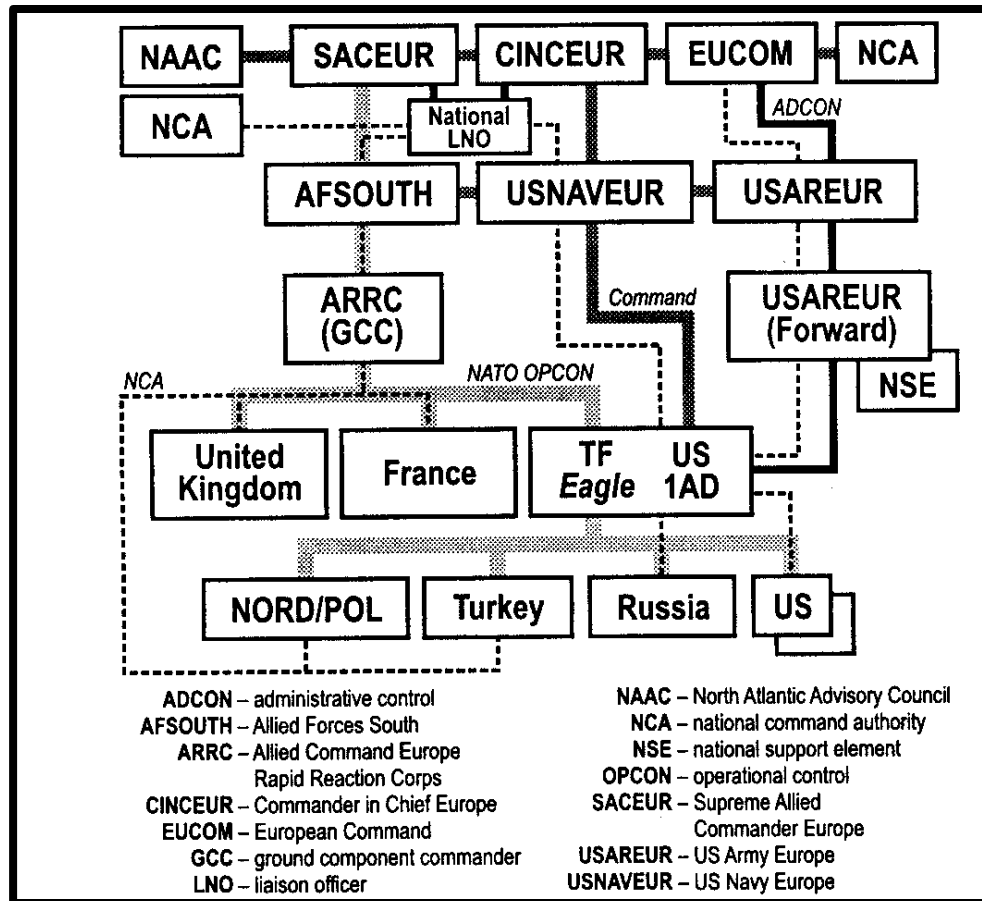 NAAC
SACEUR
CINCEUR
EUCOM
NCA
ADCON
NCA
National
LNO
AFSOUTH
USNAVEUR
USAREUR
ARRC
(GCC)
Command
USAREUR
(Forward)
NSE
NCA
NATO OPCON
United
Kingdom
France
TF US
Eagle 1AD
NORD/POL
Turkey
Russia
US
ADCON – administrative control
AFSOUTH – Allied Forces South
ARRC – Allied Command Europe
Rapid Reaction Corps
CINCEUR – Commander in Chief Europe
EUCOM – European Command
GCC – ground component commander
LNO – liaison officer
NAAC – North Atlantic Advisory Council
NCA – national command authority
NSE – national support element
OPCON – operational control
SACEUR – Supreme Allied
Commander Europe
USAREUR – US Army Europe
USNAVEUR – US Navy Europe